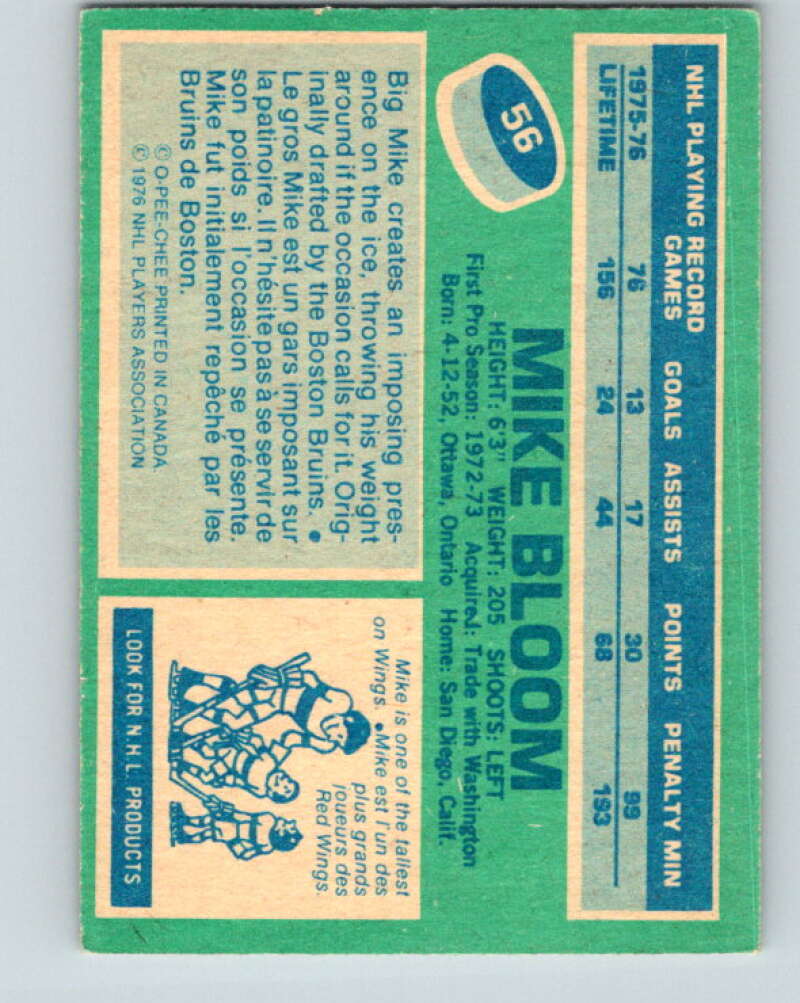 NHL PLAYING RECORD
GAMES GOALS ASSISTS POINTS PENALTY MIN
1975-76 76 13 17 30 99
LIFETIME 156 24 44 68 193
56
MIKE BLOOM
HEIGHT: 6'3" WEIGHT: 205 SHOOTS: LEFT
First Pro Season: 1972-73 Acquired: Trade with Washington
Born: 4-12-52, Ottawa, Ontario Home: San Diego, Calif.
Big Mike creates an imposing pres-
ence on the ice, throwing his weight
around if the occasion calls for it. Orig-
inally drafted by the Boston Bruins. •
Le gros Mike est un gars imposant sur
la patinoire. Il n'hésite pas à se servir de
son poids si l'occasion se présente.
Mike fut initialement repêché par les
Bruins de Boston.
© O-PEE-CHEE PRINTED IN CANADA
© 1976 NHL PLAYERS ASSOCIATION
Mike is one of the tallest
on Wings. •Mike est l'un des
plus grands
joueurs des
Red Wings.
LOOK FOR N.H.L. PRODUCTS